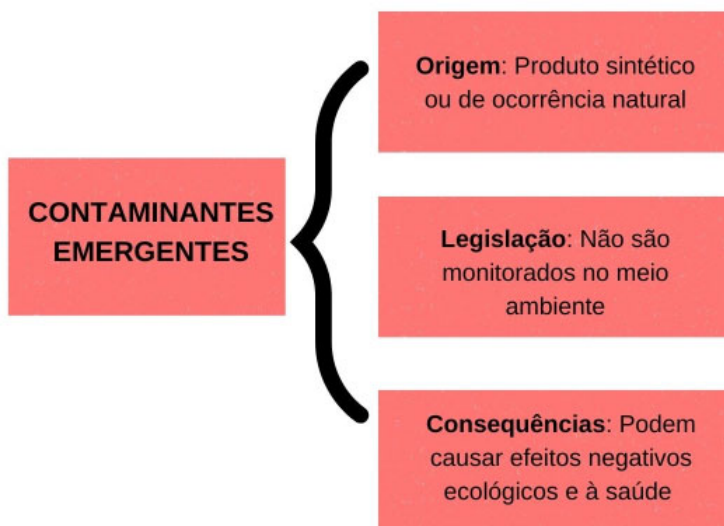 CONTAMINANTES
EMERGENTES
Origem: Produto sintético
ou de ocorrência natural
Legislação: Não são
monitorados no meio
ambiente
Consequências: Podem
causar efeitos negativos
ecológicos e à saúde